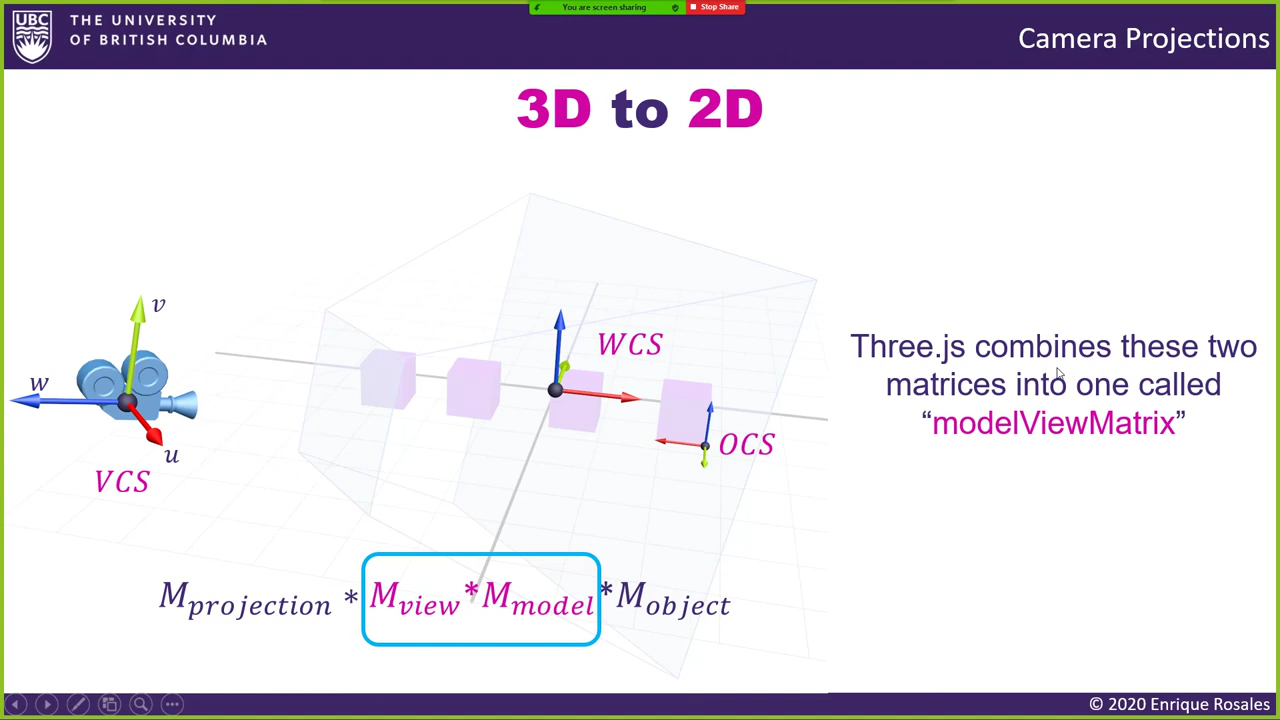 You are screen sharing
Stop Share
UBC
THE UNIVERSITY
OF BRITISH COLUMBIA
Camera Projections
3D to 2D
v
w
u
VCS
WCS
OCS
Three.js combines these two
matrices into one called
“modelViewMatrix”
M_projection * M_view * M_model * M_object
© 2020 Enrique Rosales